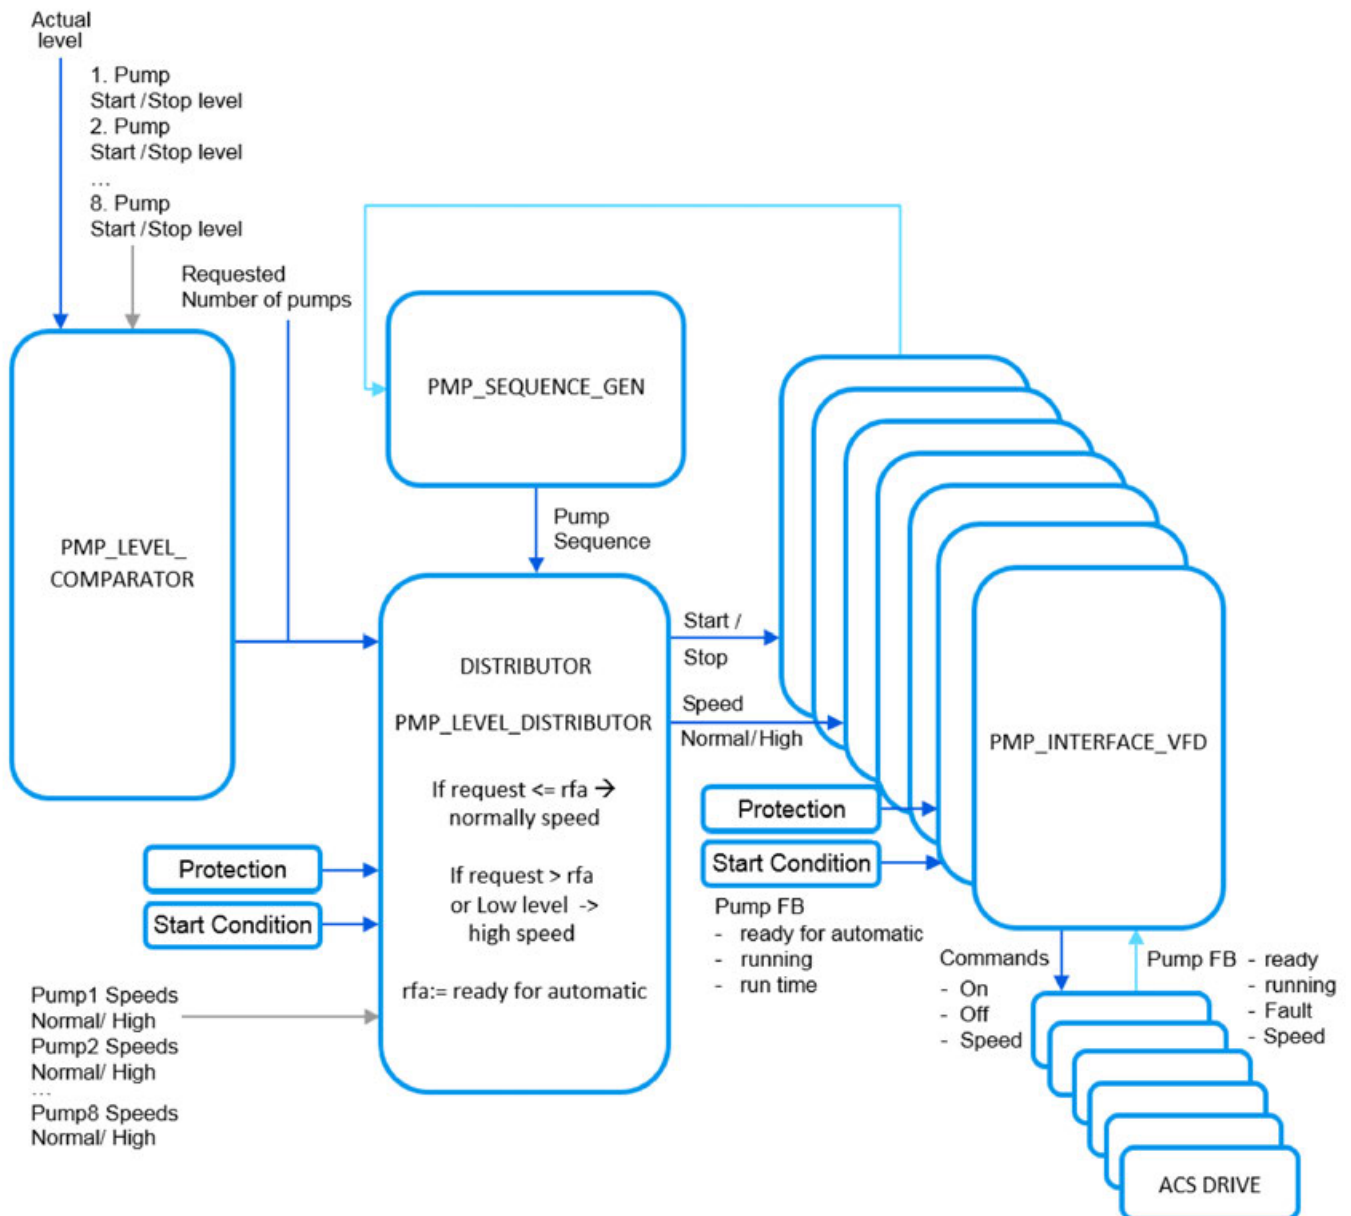 Actual
level
1. Pump
Start /Stop level
2. Pump
Start /Stop level
...
8. Pump
Start /Stop level
Requested
Number of pumps
PMP_SEQUENCE_GEN
PMP_LEVEL_
COMPARATOR
Pump
Sequence
DISTRIBUTOR
PMP_LEVEL_DISTRIBUTOR
If request <= rfa →
normally speed
If request > rfa
or Low level ->
high speed
rfa:= ready for automatic
Start /
Stop
Speed
Normal/High
PMP_INTERFACE_VFD
Protection
Start Condition
Protection
Start Condition
Pump FB
- ready for automatic
- running
- run time
Pump1 Speeds
Normal/ High
Pump2 Speeds
Normal/ High
...
Pump8 Speeds
Normal/ High
Commands
- On
- Off
- Speed
Pump FB - ready
- running
- Fault
- Speed
ACS DRIVE